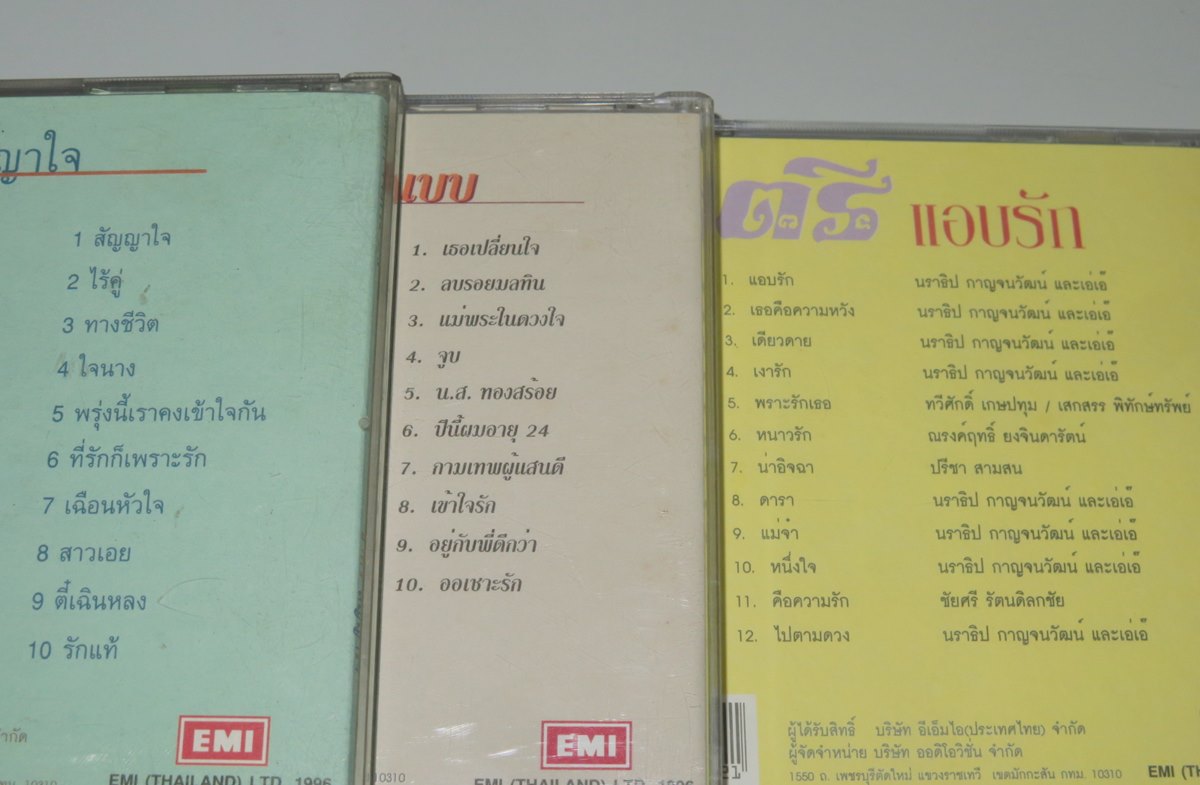 ญาใจ
1 สัญญาใจ
2 ไร้คู่
3 ทางชีวิต
4 ใจนาง
5 พรุ่งนี้เราคงเข้าใจกัน
6 ที่รักก็เพราะรัก
7 เฉือนหัวใจ
8 สาวเอย
9 ตี๋เฉินหลง
10 รักแท้
จำกัด
10310
EMI
EMI (THAILAND) LTD. 1996
แบบ
1. เธอเปลี่ยนใจ
2. ลบรอยมลทิน
3. แม่พระในดวงใจ
4. จูบ
5. น.ส. ทองสร้อย
6. ปีนี้ผมอายุ 24
7. กามเทพผู้แสนดี
8. เข้าใจรัก
9. อยู่กับพี่ดีกว่า
10. ออเซาะรัก
10310
EMI
EMI (THAILAND) LTD.
ตรี แอบรัก
1. แอบรัก นราธิป กาญจนวัฒน์ และเอ่เอ๊
2. เธอคือความหวัง นราธิป กาญจนวัฒน์ และเอ่เอ๊
3. เดียวดาย นราธิป กาญจนวัฒน์ และเอ่เอ๊
4. เงารัก นราธิป กาญจนวัฒน์ และเอ่เอ๊
5. พราะรักเธอ ทวีศักดิ์ เกษปทุม / เสกสรร พิทักษ์ทรัพย์
6. หนาวรัก ณรงค์ฤทธิ์ ยงจินดารัตน์
7. น่าอิจฉา ปรีชา สามสน
8. ดารา นราธิป กาญจนวัฒน์ และเอ่เอ๊
9. แม่จ๋า นราธิป กาญจนวัฒน์ และเอ่เอ๊
10. หนึ่งใจ นราธิป กาญจนวัฒน์ และเอ่เอ๊
11. คือความรัก ชัยศรี รัตนดิลกชัย
12. ไปตามดวง นราธิป กาญจนวัฒน์ และเอ่เอ๊
ผู้ได้รับสิทธิ์ บริษัท อีเอ็มไอ(ประเทศไทย) จำกัด
ผู้จัดจำหน่าย บริษัท ออดิโอวิชั่น จำกัด
21
1550 ถ. เพชรบุรีตัดใหม่ แขวงราชเทวี เขตมักกะสัน กทม. 10310 EMI